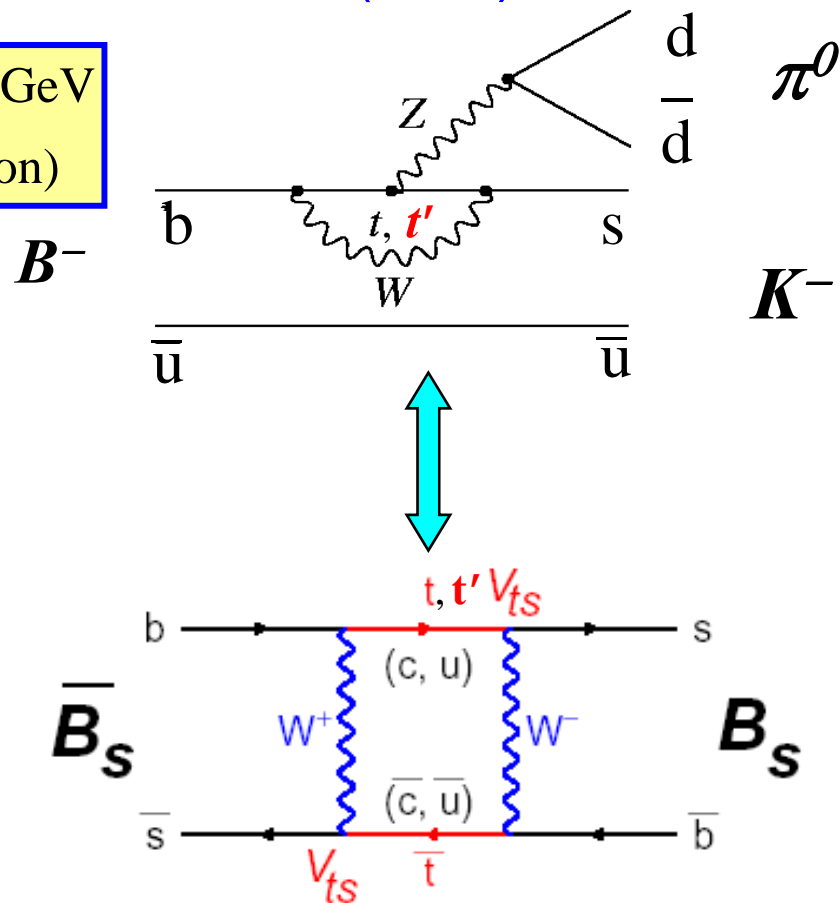 GeV
on)
Z
d
d̅
π⁰
b
t, t′
s
B⁻
W
K⁻
u̅
u̅
t, t′ V_ts
b
s
(c, u)
B̅_s
W⁺
W⁻
B_s
(c̅, u̅)
s̅
b̅
V_ts
t̅